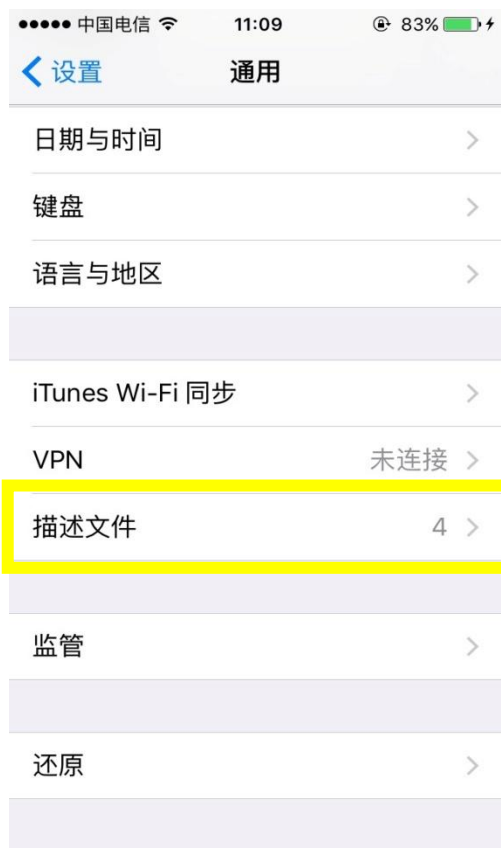 中国电信 11:09 83%
设置 通用
日期与时间
键盘
语言与地区
iTunes Wi-Fi 同步
VPN 未连接
描述文件 4
监管
还原